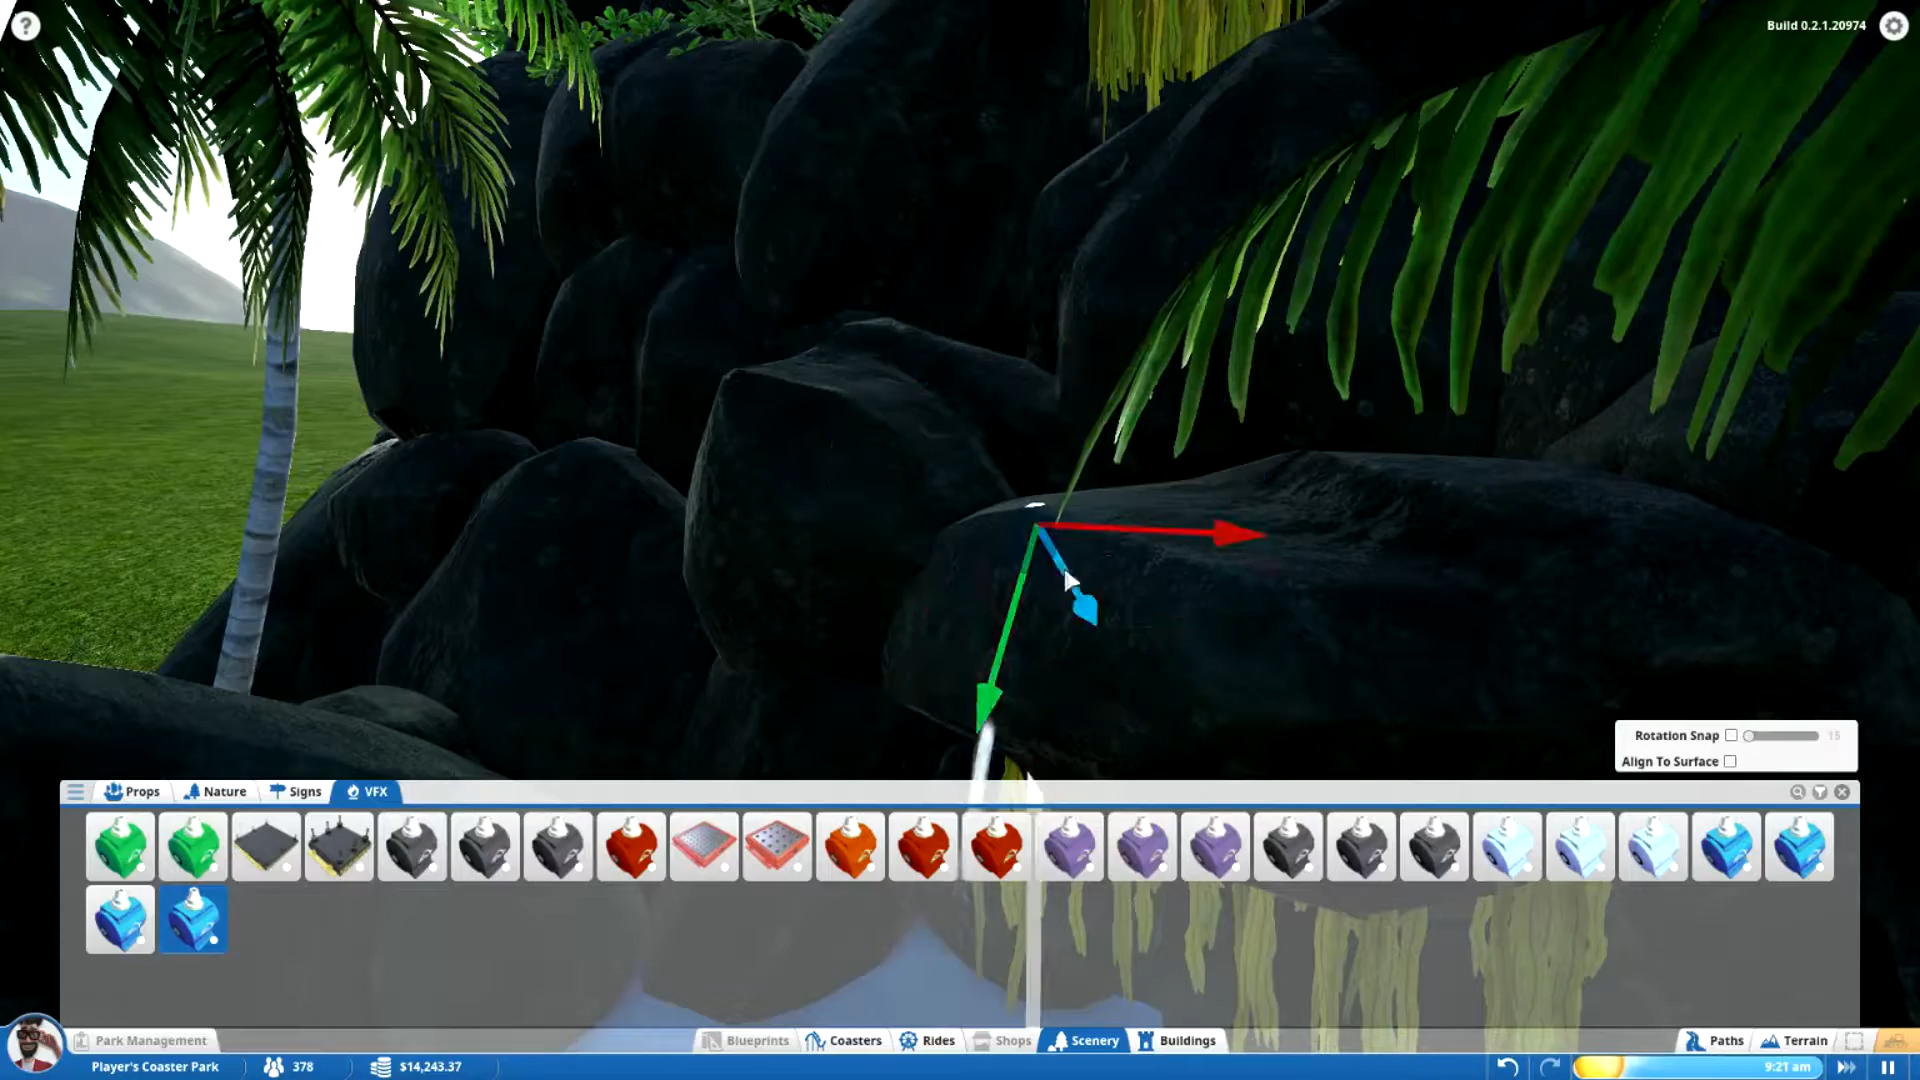 ?
Build 0.2.1.20974
Rotation Snap 15
Align To Surface
Props Nature Signs VFX
Park Management Blueprints Coasters Rides Shops Scenery Buildings Paths Terrain
Player's Coaster Park 378 $14,243.37 9:21 am